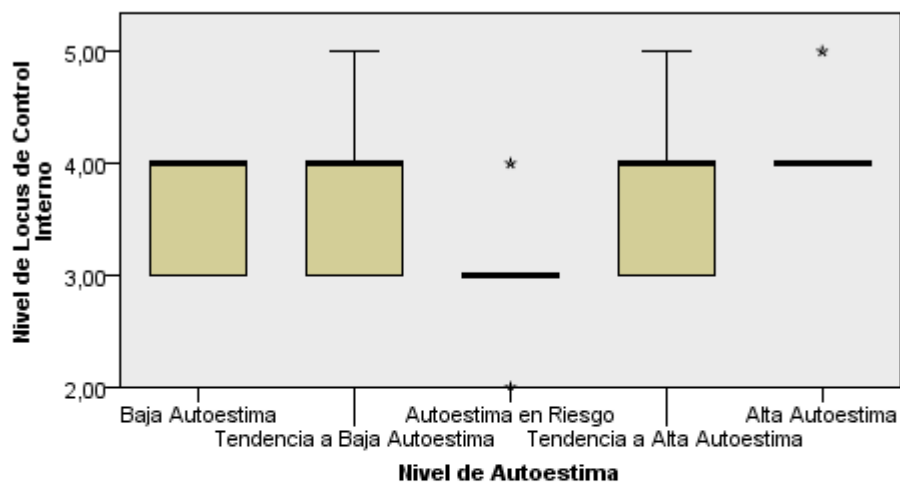 Nivel de Locus de Control
Interno
5,00
4,00
3,00
2,00
Baja Autoestima
Tendencia a Baja Autoestima
Autoestima en Riesgo
Tendencia a Alta Autoestima
Alta Autoestima
Nivel de Autoestima